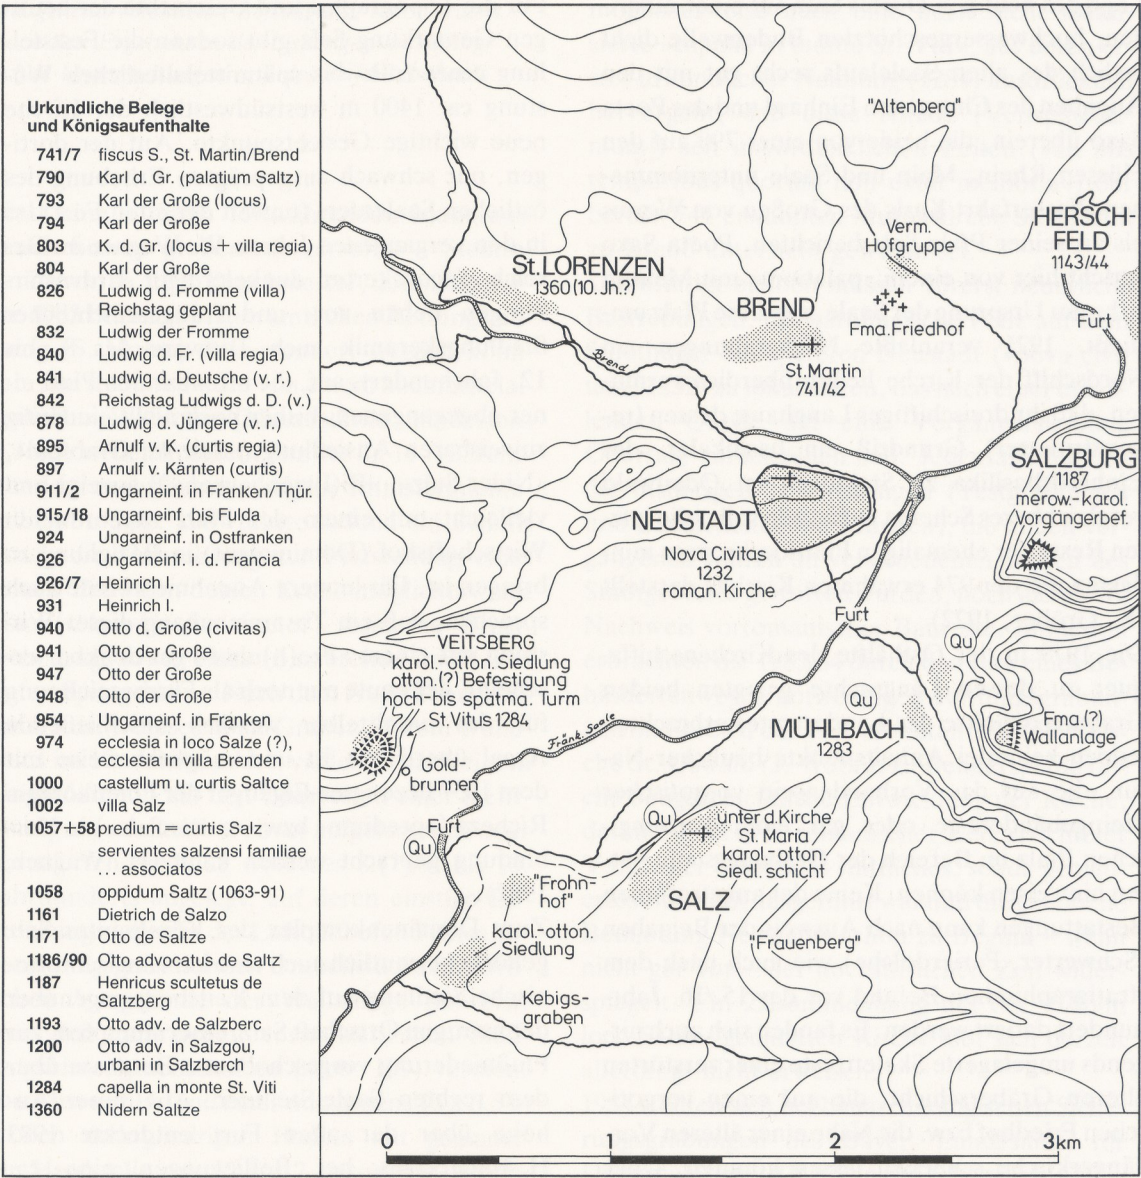 Urkundliche Belege
und Königsaufenthalte
741/7 fiscus S., St. Martin/Brend
790 Karl d. Gr. (palatium Saltz)
793 Karl der Große (locus)
794 Karl der Große
803 K. d. Gr. (locus + villa regia)
804 Karl der Große
826 Ludwig d. Fromme (villa)
Reichstag geplant
832 Ludwig der Fromme
840 Ludwig d. Fr. (villa regia)
841 Ludwig d. Deutsche (v. r.)
842 Reichstag Ludwigs d. D. (v.)
878 Ludwig d. Jüngere (v. r.)
895 Arnulf v. K. (curtis regia)
897 Arnulf v. Kärnten (curtis)
911/2 Ungarneinf. in Franken/Thür.
915/18 Ungarneinf. bis Fulda
924 Ungarneinf. in Ostfranken
926 Ungarneinf. i. d. Francia
926/7 Heinrich I.
931 Heinrich I.
940 Otto d. Große (civitas)
941 Otto der Große
947 Otto der Große
948 Otto der Große
954 Ungarneinf. in Franken
974 ecclesia in loco Salze (?),
ecclesia in villa Brenden
1000 castellum et curtis Saltce
1002 villa Salz
1057+58 predium = curtis Salz
servientes salzensi familiae
... associatos
1058 oppidum Saltz (1063-91)
1161 Dietrich de Salzo
1171 Otto de Saltze
1186/90 Otto advocatus de Saltz
1187 Henricus scultetus de
Saltzberg
1193 Otto adv. de Salzberc
1200 Otto adv. in Salzgou,
urbani in Salsberch
1284 capella in monte St. Viti
1360 Nidern Saltze
"Altenberg"
HERSCH-
FELD
1143/44
Furt
Verm.
Hofgruppe
Fma. Friedhof
St. LORENZEN
1360 (10. Jh.?)
BREND
St. Martin
741/42
Brend
SALZBURG
1187
merow.-karol.
Vorgängerbef.
NEUSTADT
Nova Civitas
1232
roman. Kirche
Furt
Qu
VEITSBERG
karol.-otton. Siedlung
otton. (?) Befestigung
hoch- bis spätma. Turm
St. Vitus 1284
Qu
MÜHLBACH
1283
Fma. (?)
Wallanlage
Fränk. Saale
Gold-
brunnen
Furt
Qu
Qu
unter d. Kirche
St. Maria
karol.-otton.
Siedl. schicht
SALZ
"Frohn-
hof"
karol.-otton.
Siedlung
"Frauenberg"
Kebigs-
graben
0 1 2 3 km